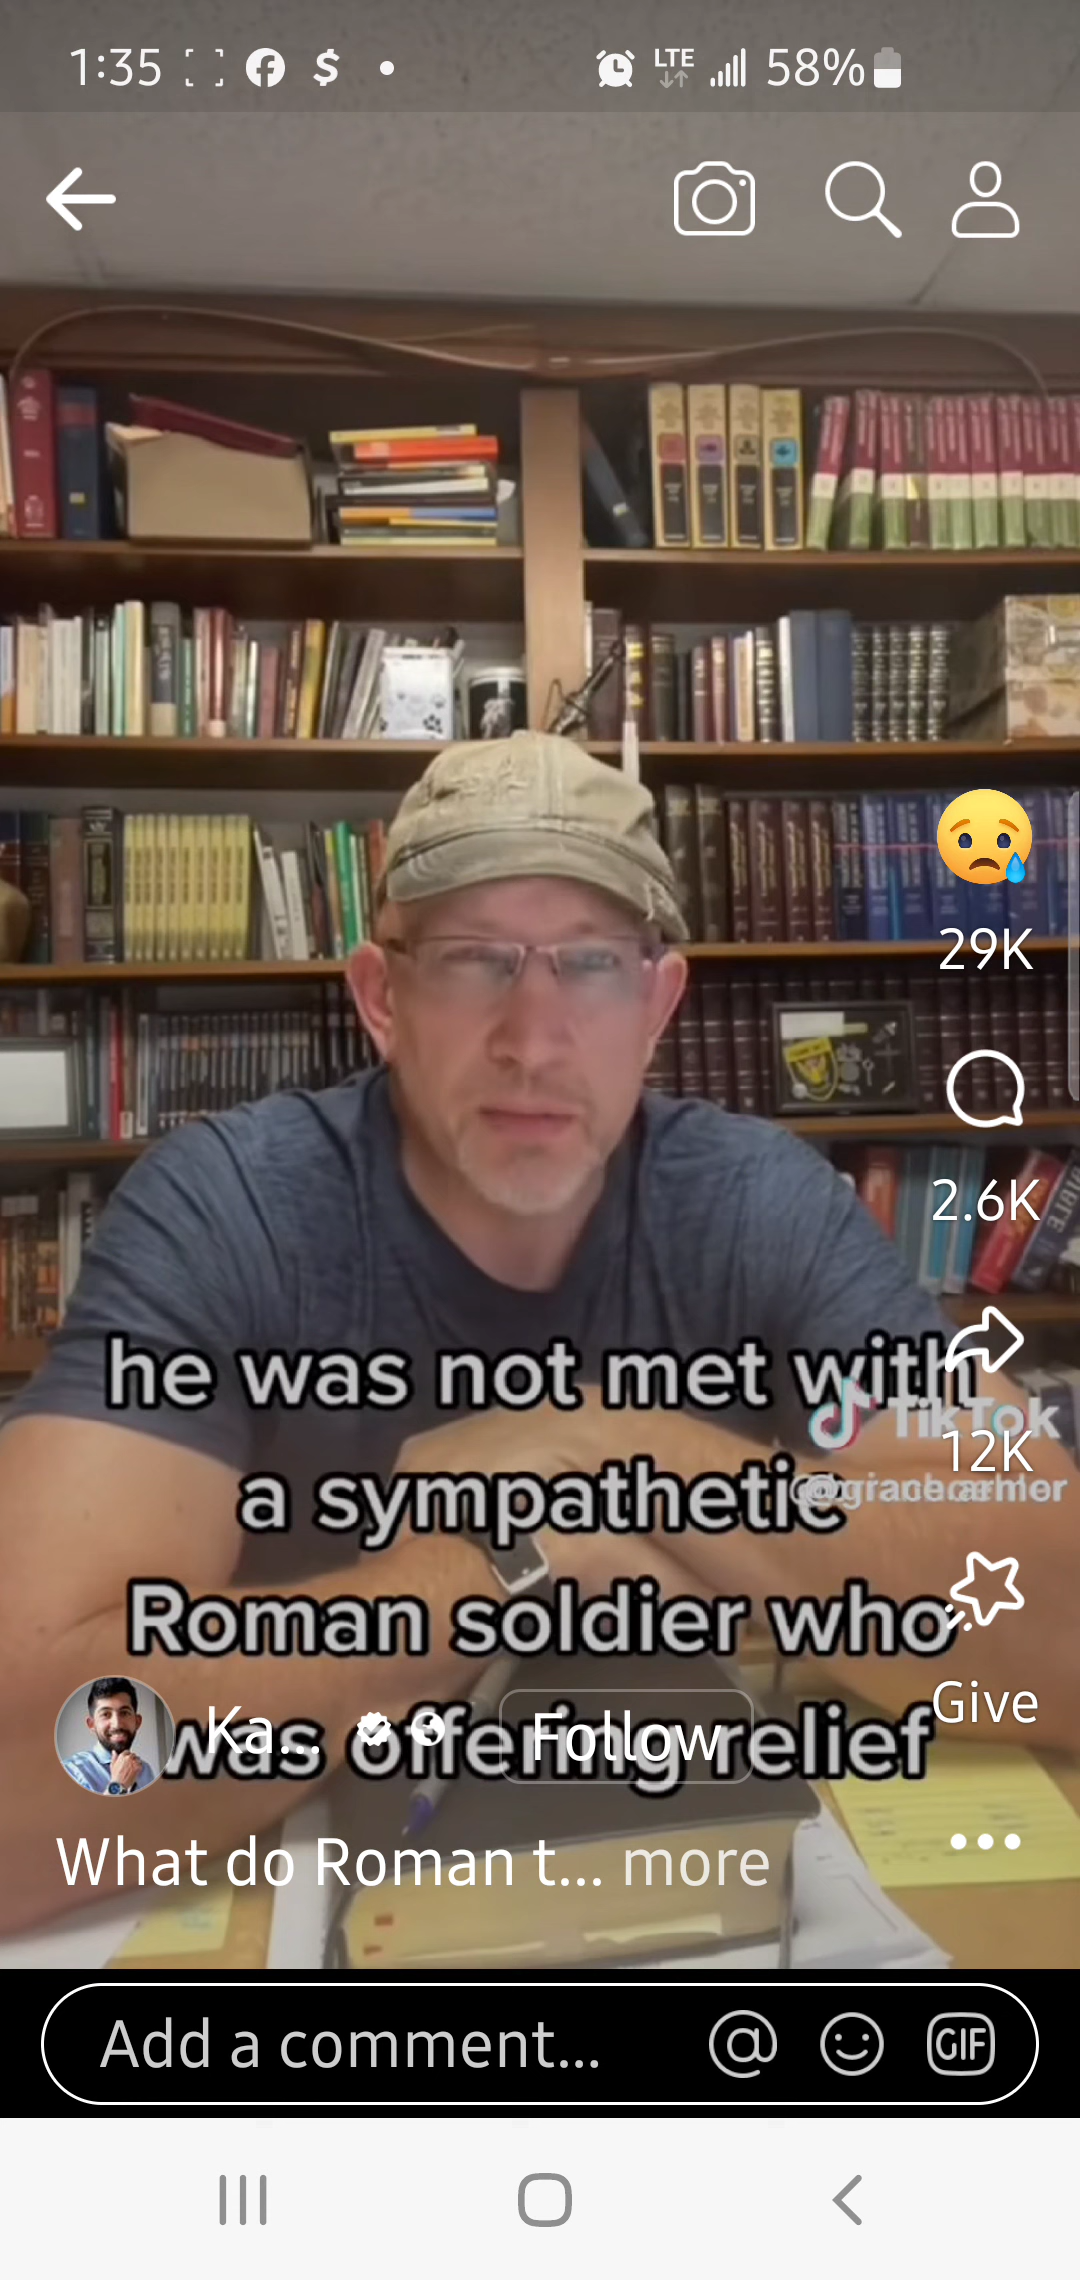 1:35 LTE 58%
29K
2.6K
he was not met with
TikTok
12K
a sympathetic
Roman soldier who
Give
Ka... Follow
was offering relief
What do Roman t... more
Add a comment... @ GIF
BIBLE